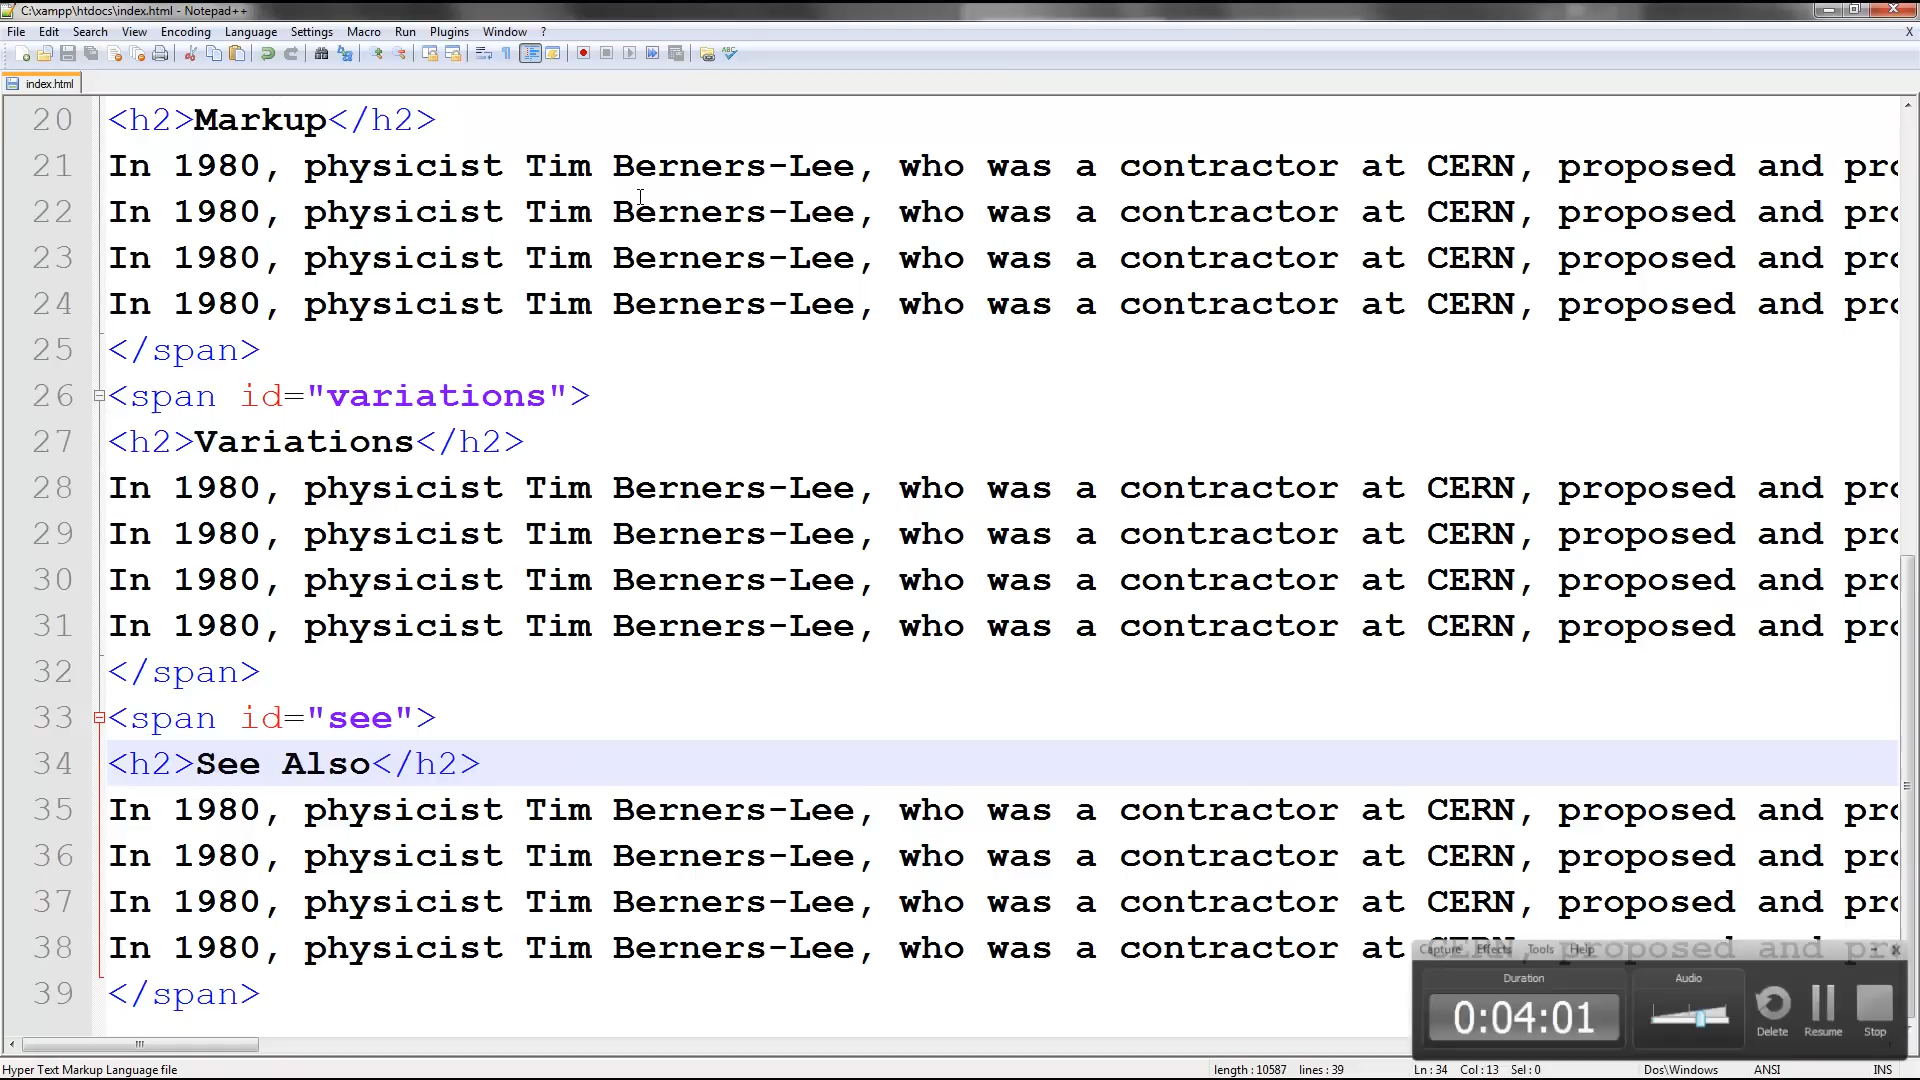 C:\xampp\htdocs\index.html - Notepad++
File Edit Search View Encoding Language Settings Macro Run Plugins Window ? X
index.html
20 <h2>Markup</h2>
21 In 1980, physicist Tim Berners-Lee, who was a contractor at CERN, proposed and pro
22 In 1980, physicist Tim Berners-Lee, who was a contractor at CERN, proposed and pro
23 In 1980, physicist Tim Berners-Lee, who was a contractor at CERN, proposed and pro
24 In 1980, physicist Tim Berners-Lee, who was a contractor at CERN, proposed and pro
25 </span>
26 <span id="variations">
27 <h2>Variations</h2>
28 In 1980, physicist Tim Berners-Lee, who was a contractor at CERN, proposed and pro
29 In 1980, physicist Tim Berners-Lee, who was a contractor at CERN, proposed and pro
30 In 1980, physicist Tim Berners-Lee, who was a contractor at CERN, proposed and pro
31 In 1980, physicist Tim Berners-Lee, who was a contractor at CERN, proposed and pro
32 </span>
33 <span id="see">
34 <h2>See Also</h2>
35 In 1980, physicist Tim Berners-Lee, who was a contractor at CERN, proposed and pro
36 In 1980, physicist Tim Berners-Lee, who was a contractor at CERN, proposed and pro
37 In 1980, physicist Tim Berners-Lee, who was a contractor at CERN, proposed and pro
38 In 1980, physicist Tim Berners-Lee, who was a contractor at CERN, proposed and pr
39 </span>
Capture Effects Tools Help
Duration Audio
0:04:01
Delete Resume Stop
Hyper Text Markup Language file length : 10587 lines : 39 Ln : 34 Col : 13 Sel : 0 Dos\Windows ANSI INS